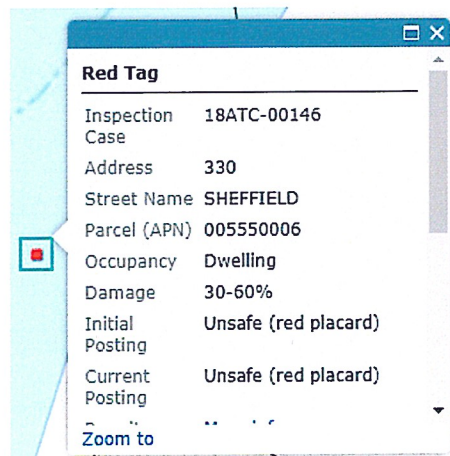 Red Tag
Inspection 18ATC-00146
Case
Address 330
Street Name SHEFFIELD
Parcel (APN) 005550006
Occupancy Dwelling
Damage 30-60%
Initial Unsafe (red placard)
Posting
Current Unsafe (red placard)
Posting
Zoom to